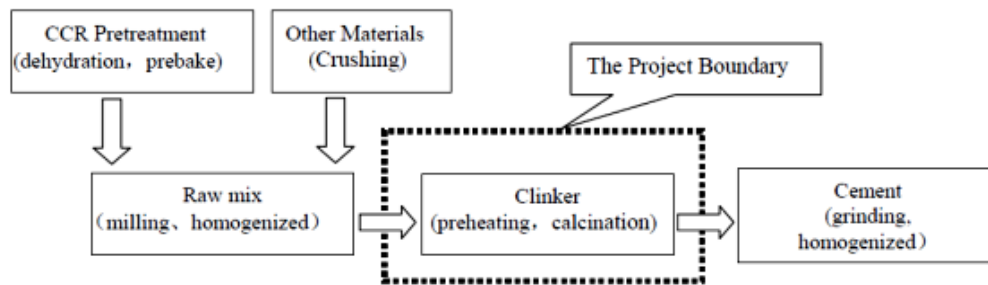 CCR Pretreatment
(dehydration，prebake)
Other Materials
(Crushing)
The Project Boundary
Raw mix
（milling、homogenized）
Clinker
(preheating，calcination)
Cement
(grinding,
homogenized）